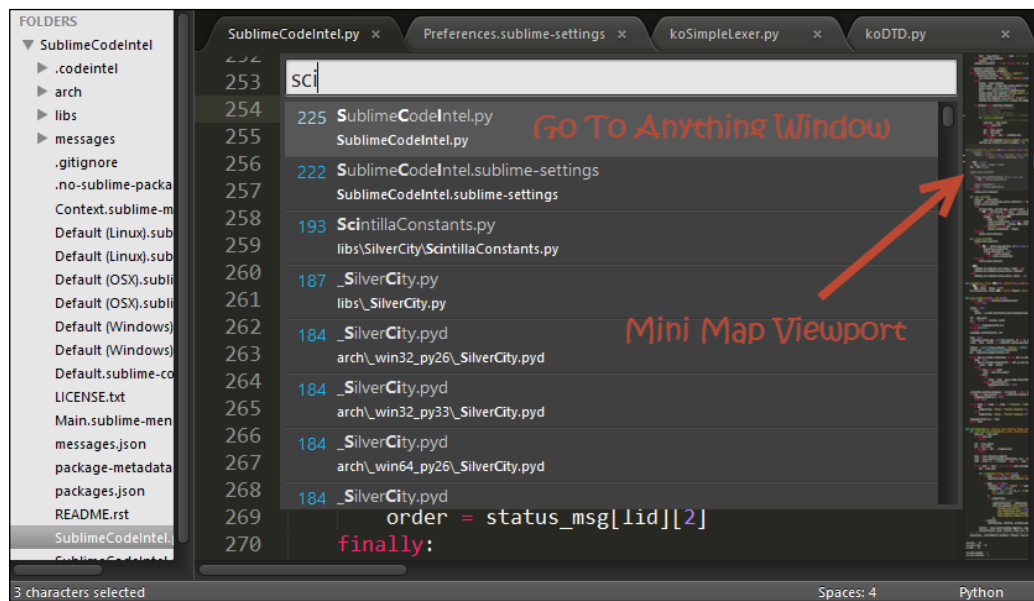 FOLDERS
SublimeCodeIntel
.codeintel
arch
libs
messages
.gitignore
.no-sublime-packa
Context.sublime-m
Default (Linux).sub
Default (Linux).sub
Default (OSX).subli
Default (OSX).subli
Default (Windows)
Default (Windows)
Default.sublime-co
LICENSE.txt
Main.sublime-men
messages.json
package-metadata
packages.json
README.rst
SublimeCodeIntel.
SublimeCodeIntel.py × Preferences.sublime-settings × koSimpleLexer.py × koDTD.py ×
252
253
254
255
256
257
258
259
260
261
262
263
264
265
266
267
268
269 order = status_msg[lid][2]
270 finally:
sci
225 SublimeCodeIntel.py
SublimeCodeIntel.py
222 SublimeCodeIntel.sublime-settings
SublimeCodeIntel.sublime-settings
193 ScintillaConstants.py
libs\SilverCity\ScintillaConstants.py
187 _SilverCity.py
libs\_SilverCity.py
184 _SilverCity.pyd
arch\_win32_py26\_SilverCity.pyd
184 _SilverCity.pyd
arch\_win32_py33\_SilverCity.pyd
184 _SilverCity.pyd
arch\_win64_py26\_SilverCity.pyd
184 _SilverCity.pyd
Go To Anything Window
Mini Map Viewport
3 characters selected Spaces: 4 Python